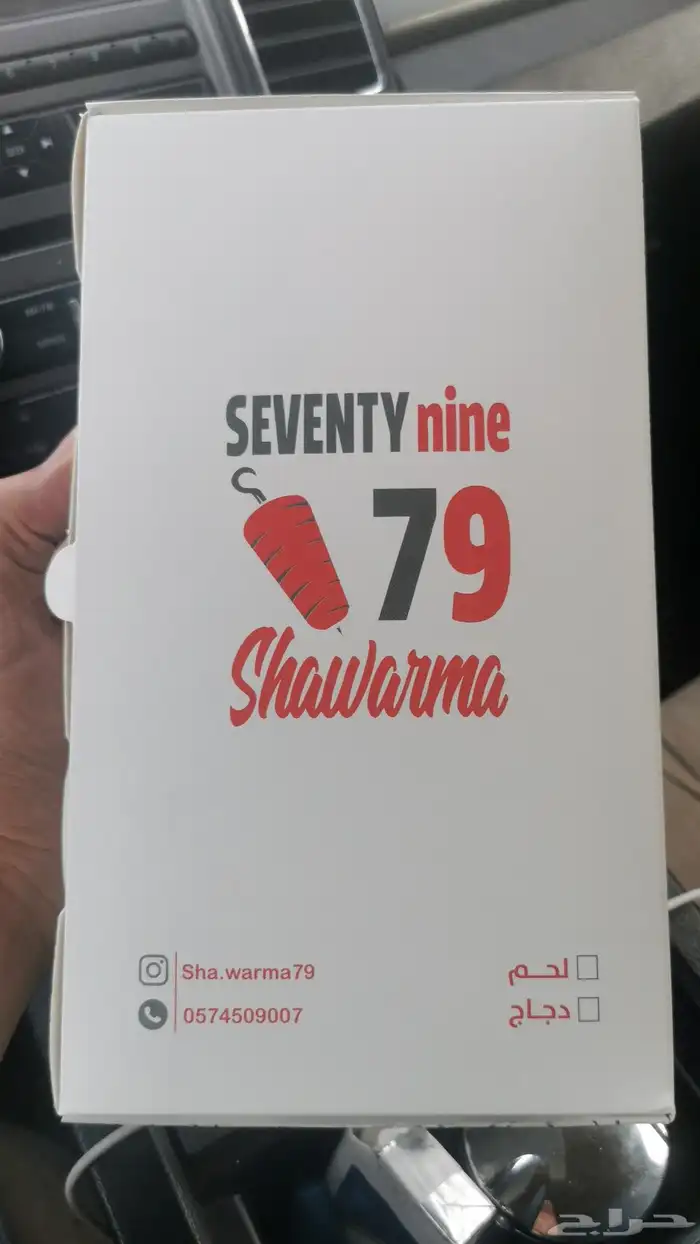 SEVENTY nine
79
Shawarma
Sha.warma79
لحم
0574509007
دجاج
حراج